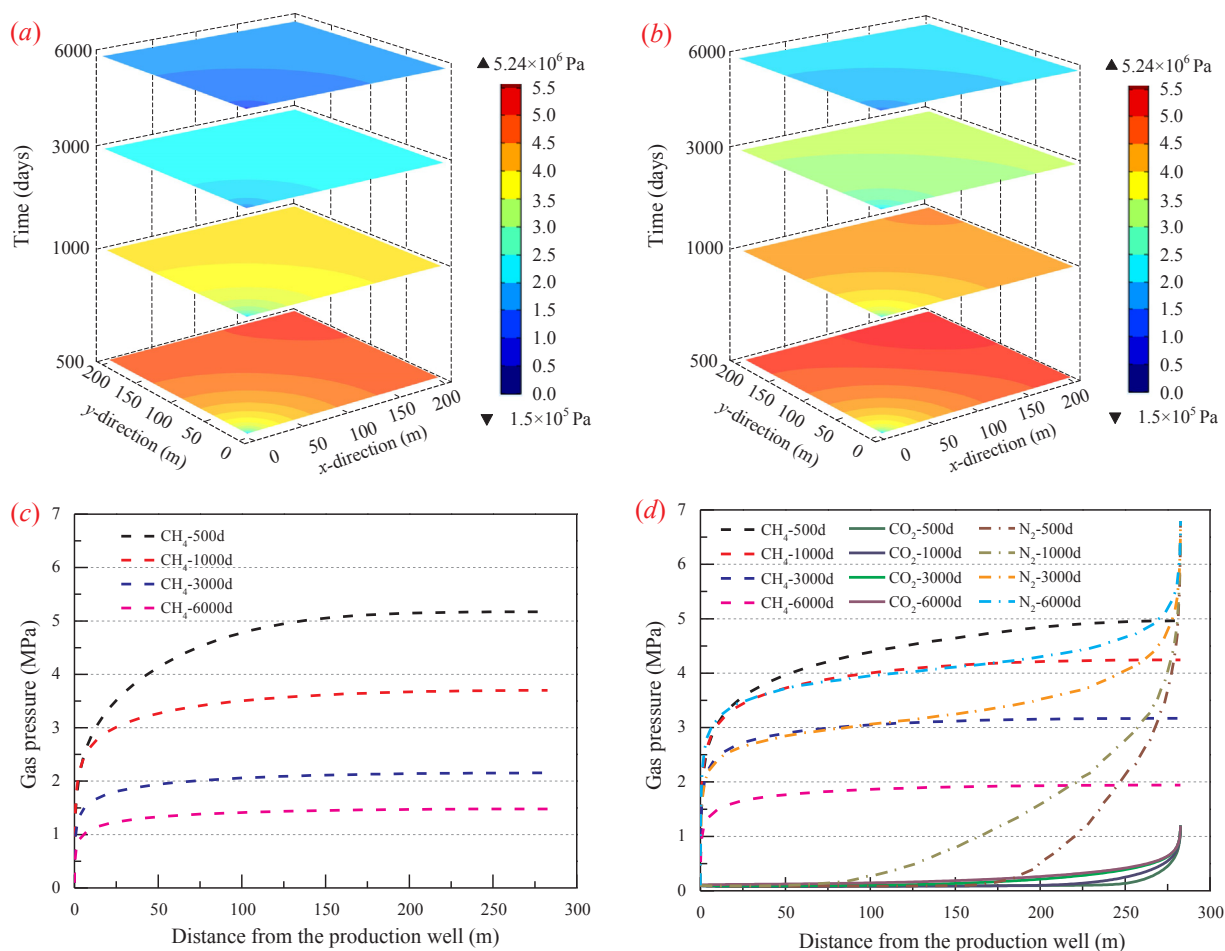 (a)
6000
3000
1000
500
Time (days)
200
150
100
50
0
y-direction (m)
0
50
100
150
200
x-direction (m)
▲ 5.24×10⁶ Pa
5.5
5.0
4.5
4.0
3.5
3.0
2.5
2.0
1.5
1.0
0.5
0.0
▼ 1.5×10⁵ Pa
(b)
6000
3000
1000
500
Time (days)
200
150
100
50
0
y-direction (m)
0
50
100
150
200
x-direction (m)
▲ 5.24×10⁶ Pa
5.5
5.0
4.5
4.0
3.5
3.0
2.5
2.0
1.5
1.0
0.5
0.0
▼ 1.5×10⁵ Pa
(c)
7
6
5
4
3
2
1
0
Gas pressure (MPa)
CH₄-500d
CH₄-1000d
CH₄-3000d
CH₄-6000d
0 50 100 150 200 250 300
Distance from the production well (m)
(d)
7
6
5
4
3
2
1
0
Gas pressure (MPa)
CH₄-500d CO₂-500d N₂-500d
CH₄-1000d CO₂-1000d N₂-1000d
CH₄-3000d CO₂-3000d N₂-3000d
CH₄-6000d CO₂-6000d N₂-6000d
0 50 100 150 200 250 300
Distance from the production well (m)